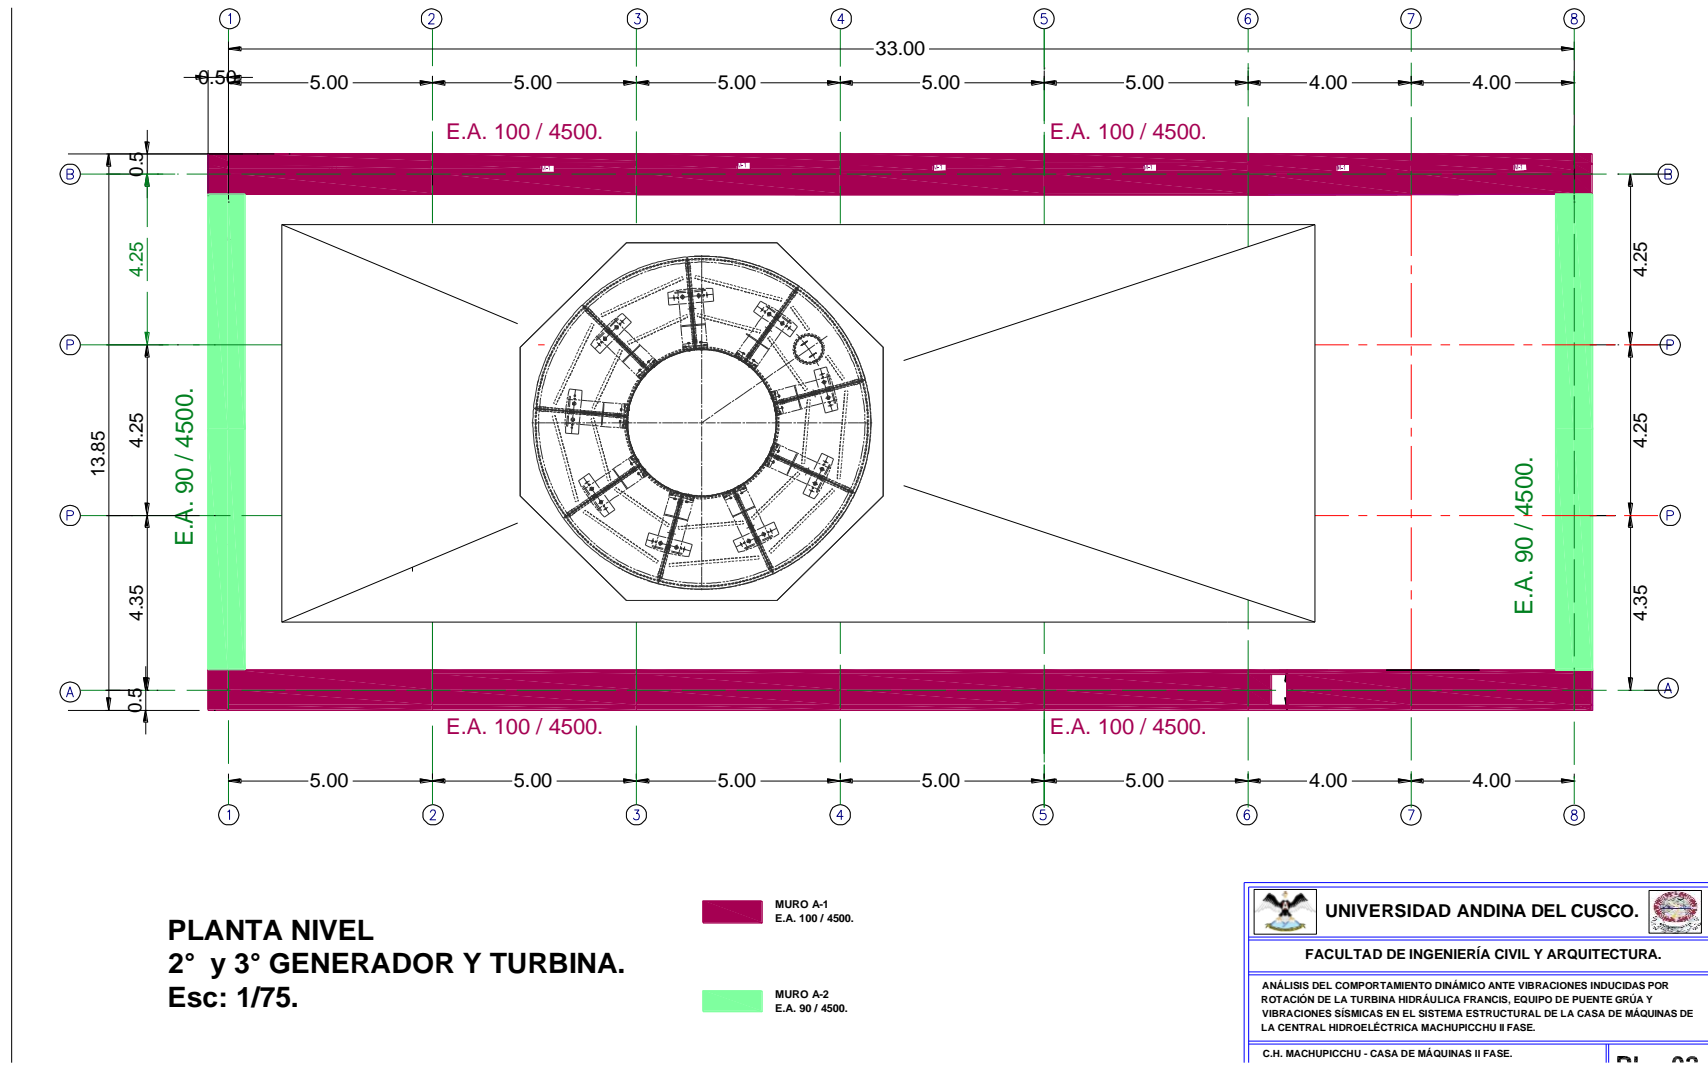 1 2 3 4 5 6 7 8
33.00
0.50 5.00 5.00 5.00 5.00 5.00 4.00 4.00
E.A. 100 / 4500. E.A. 100 / 4500.
0.5
B B
4.25 4.25
P P
4.25 4.25
13.85
E.A. 90 / 4500. E.A. 90 / 4500.
P P
4.35 4.35
A A
0.5
E.A. 100 / 4500. E.A. 100 / 4500.
5.00 5.00 5.00 5.00 5.00 4.00 4.00
1 2 3 4 5 6 7 8
PLANTA NIVEL
2° y 3° GENERADOR Y TURBINA.
Esc: 1/75.
MURO A-1
E.A. 100 / 4500.
MURO A-2
E.A. 90 / 4500.
UNIVERSIDAD ANDINA DEL CUSCO.
FACULTAD DE INGENIERÍA CIVIL Y ARQUITECTURA.
ANÁLISIS DEL COMPORTAMIENTO DINÁMICO ANTE VIBRACIONES INDUCIDAS POR
ROTACIÓN DE LA TURBINA HIDRÁULICA FRANCIS, EQUIPO DE PUENTE GRÚA Y
VIBRACIONES SÍSMICAS EN EL SISTEMA ESTRUCTURAL DE LA CASA DE MÁQUINAS DE
LA CENTRAL HIDROELÉCTRICA MACHUPICCHU II FASE.
C.H. MACHUPICCHU - CASA DE MÁQUINAS II FASE.